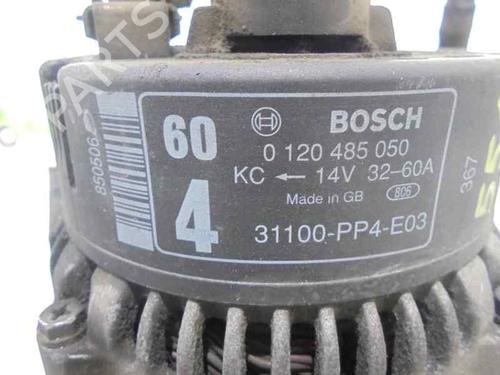 60
BOSCH
0 120 485 050
KC ← 14V 32–60A
Made in GB 806
4
31100-PP4-E03
850506
367